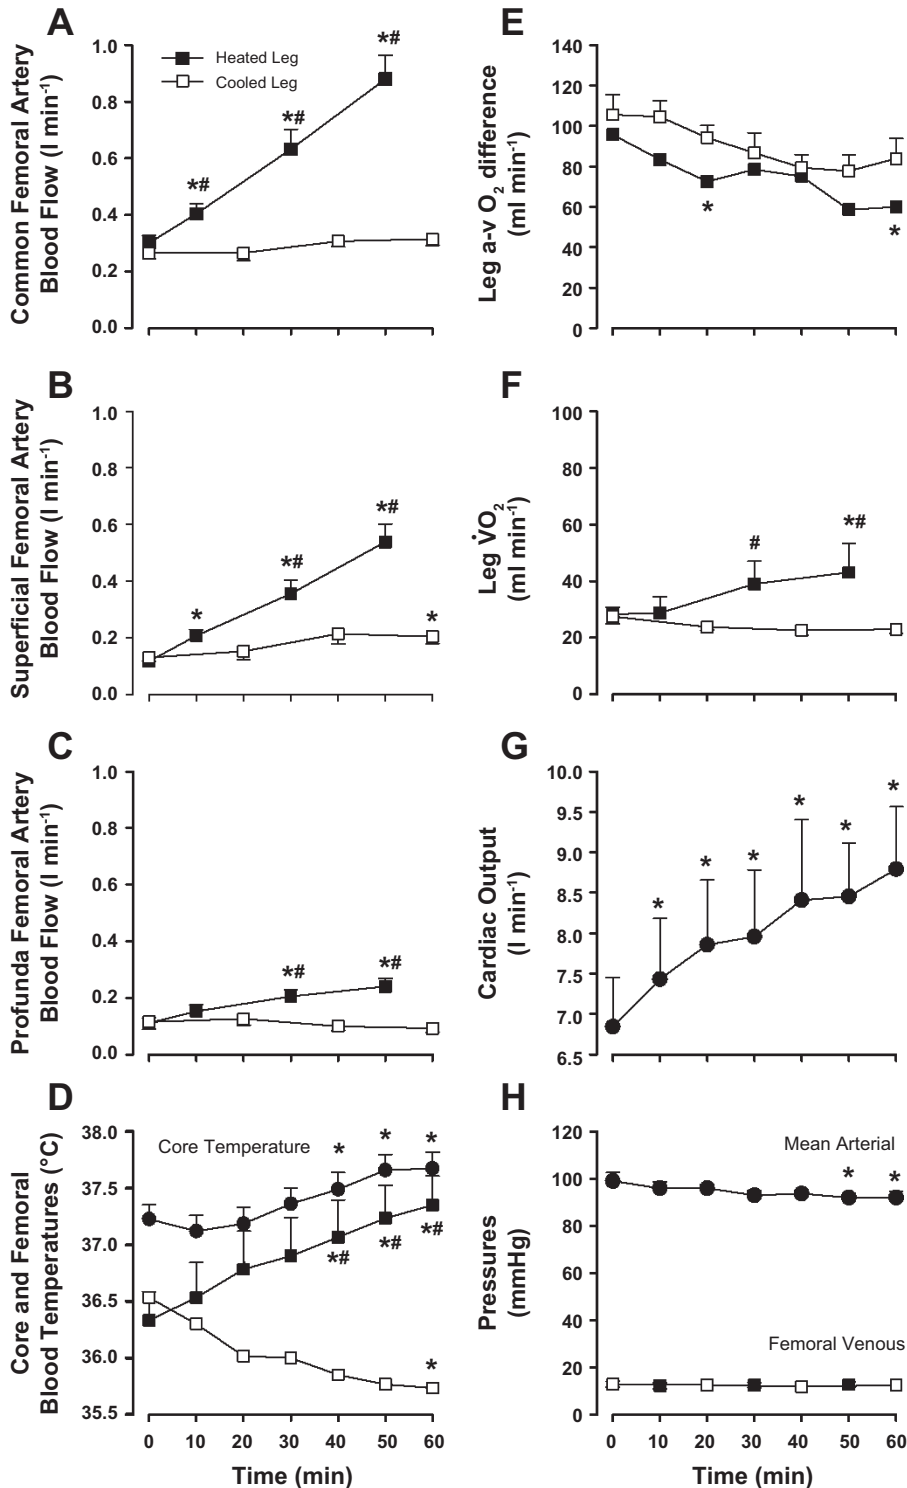 A
Common Femoral Artery
Blood Flow (l min-1)
1.0
0.8
0.6
0.4
0.2
0.0
Heated Leg
Cooled Leg
*#
*#
*#
B
Superficial Femoral Artery
Blood Flow (l min-1)
1.0
0.8
0.6
0.4
0.2
0.0
*
*#
*#
*
C
Profunda Femoral Artery
Blood Flow (l min-1)
1.0
0.8
0.6
0.4
0.2
0.0
*#
*#
D
Core and Femoral
Blood Temperatures (°C)
38.0
37.5
37.0
36.5
36.0
35.5
Core Temperature
*
*
*
*#
*#
*#
*
0 10 20 30 40 50 60
Time (min)
E
Leg a-v O2 difference
(ml min-1)
140
120
100
80
60
40
20
0
*
*
F
Leg V̇O2
(ml min-1)
100
80
60
40
20
0
#
*#
G
Cardiac Output
(l min-1)
10.0
9.5
9.0
8.5
8.0
7.5
7.0
6.5
*
*
*
*
*
*
H
Pressures
(mmHg)
120
100
80
60
40
20
0
Mean Arterial
*
*
Femoral Venous
0 10 20 30 40 50 60
Time (min)